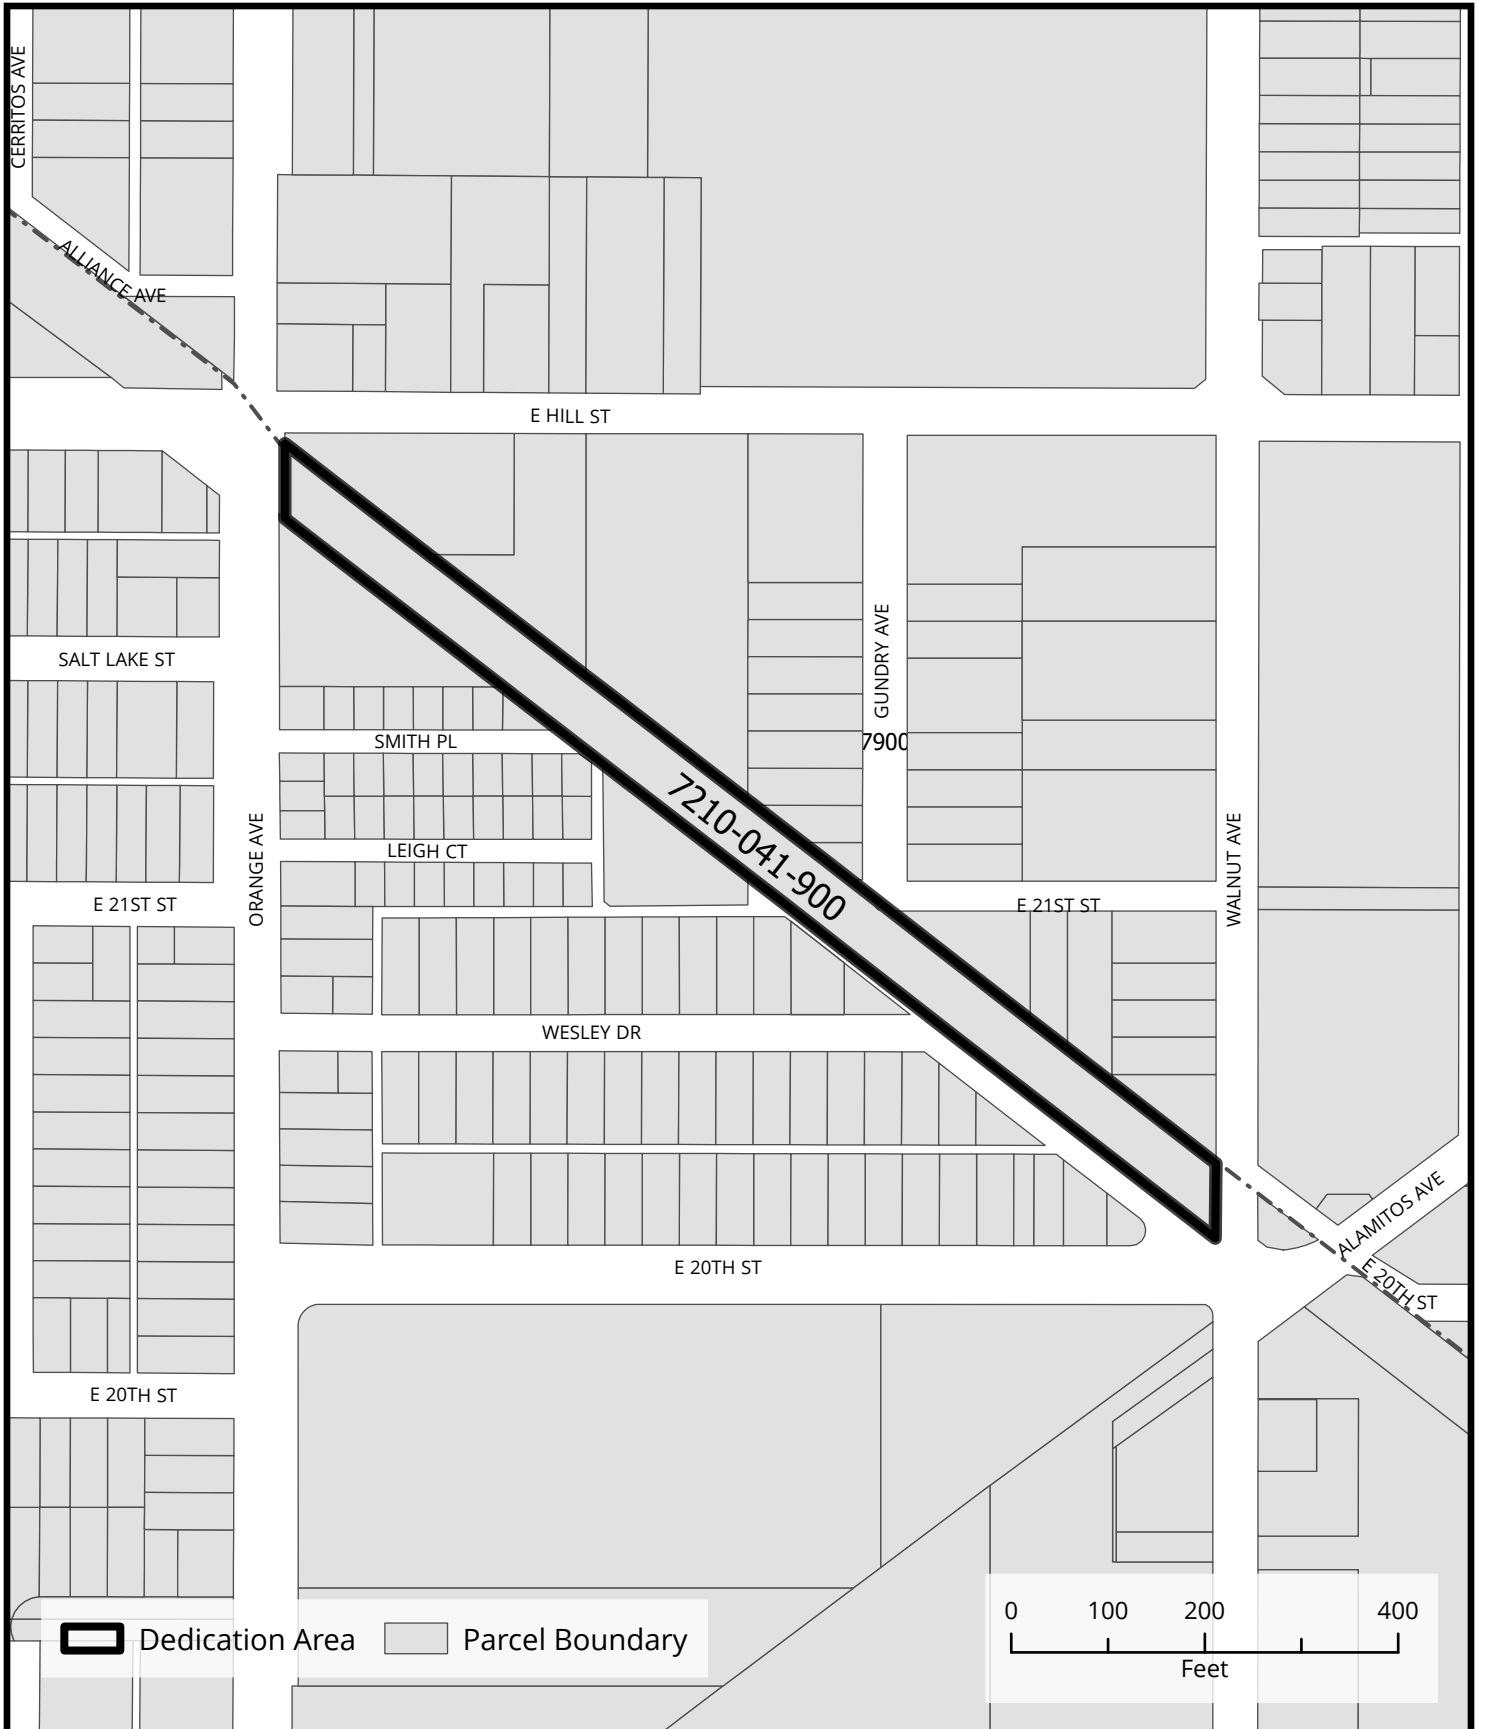 CERRITOS AVE
ALLIANCE AVE
E HILL ST
SALT LAKE ST
GUNDRY AVE
SMITH PL
7900
7210-041-900
ORANGE AVE
LEIGH CT
WALNUT AVE
E 21ST ST
E 21ST ST
WESLEY DR
ALAMITOS AVE
E 20TH ST
E 20TH ST
E 20TH ST
0 100 200 400
Feet
Dedication Area
Parcel Boundary